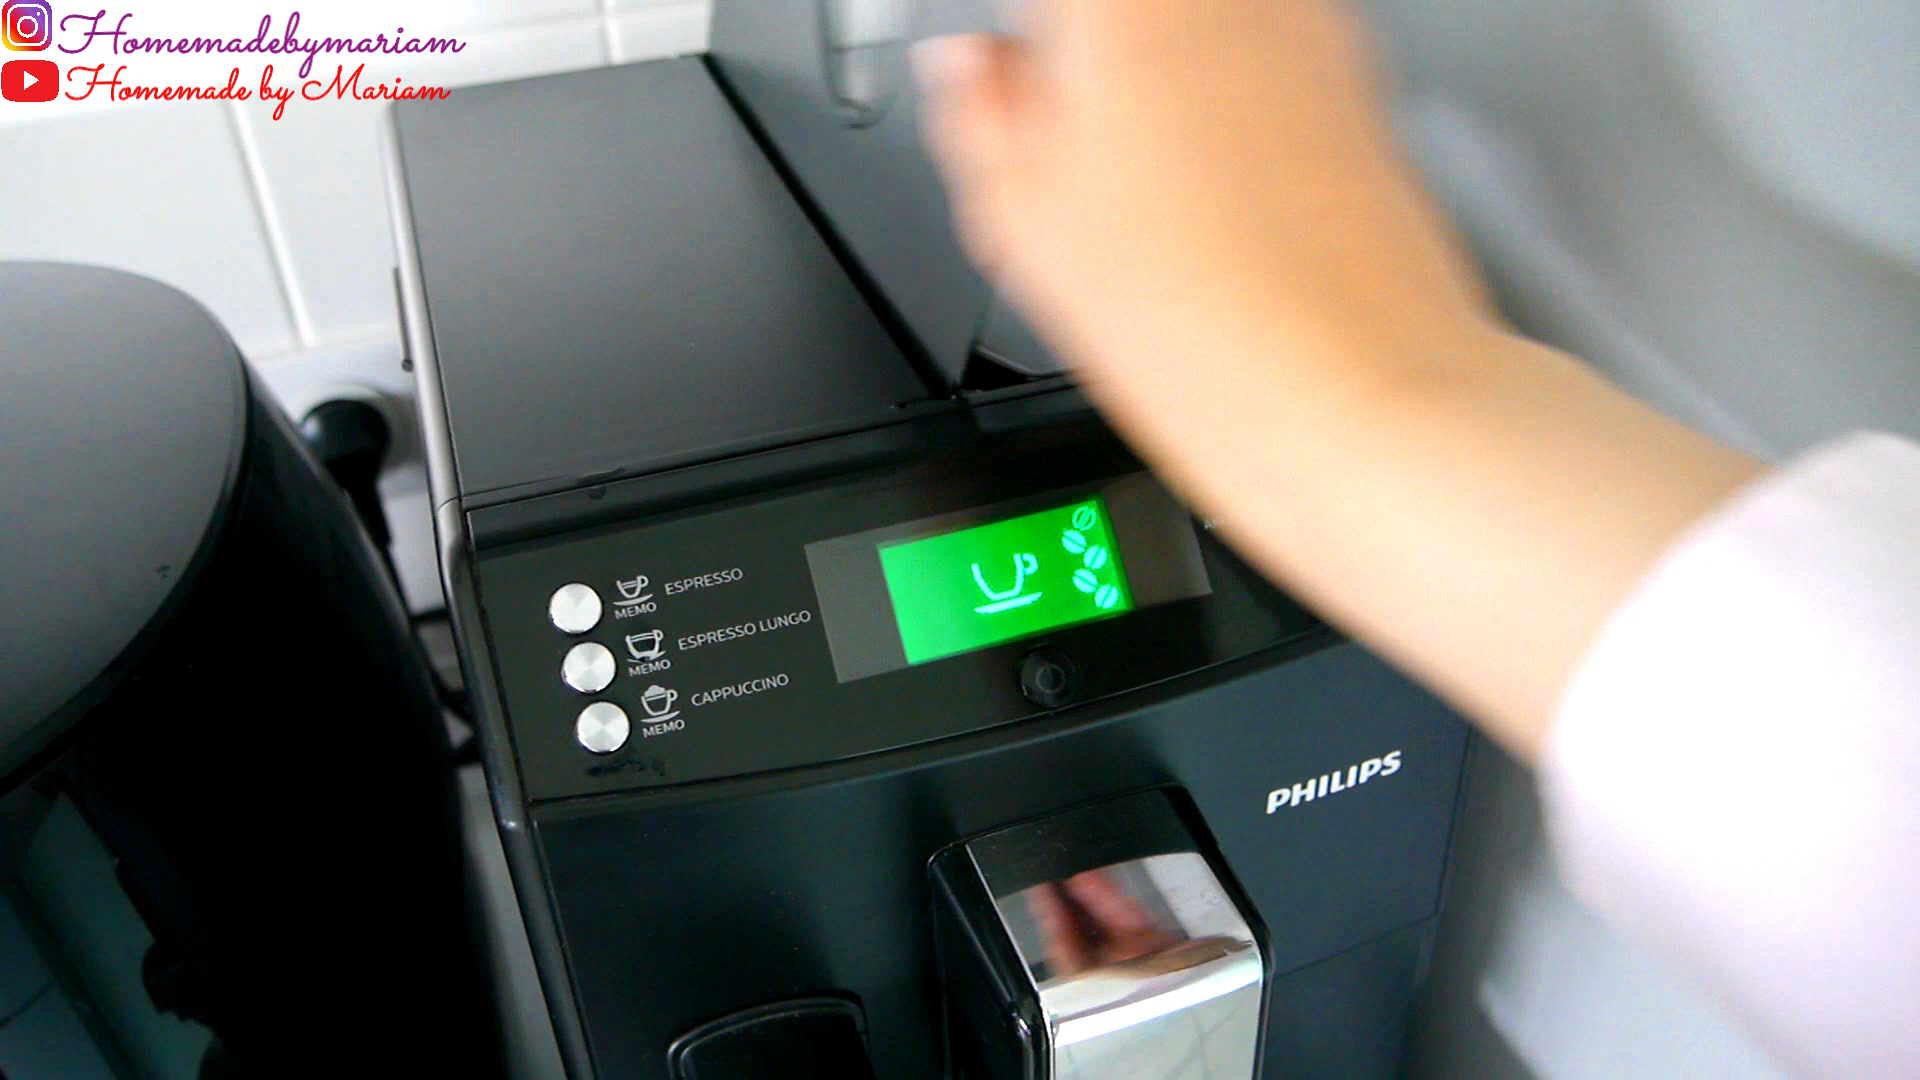 Homemadebymariam
Homemade by Mariam
ESPRESSO
MEMO
ESPRESSO LUNGO
MEMO
CAPPUCCINO
MEMO
PHILIPS